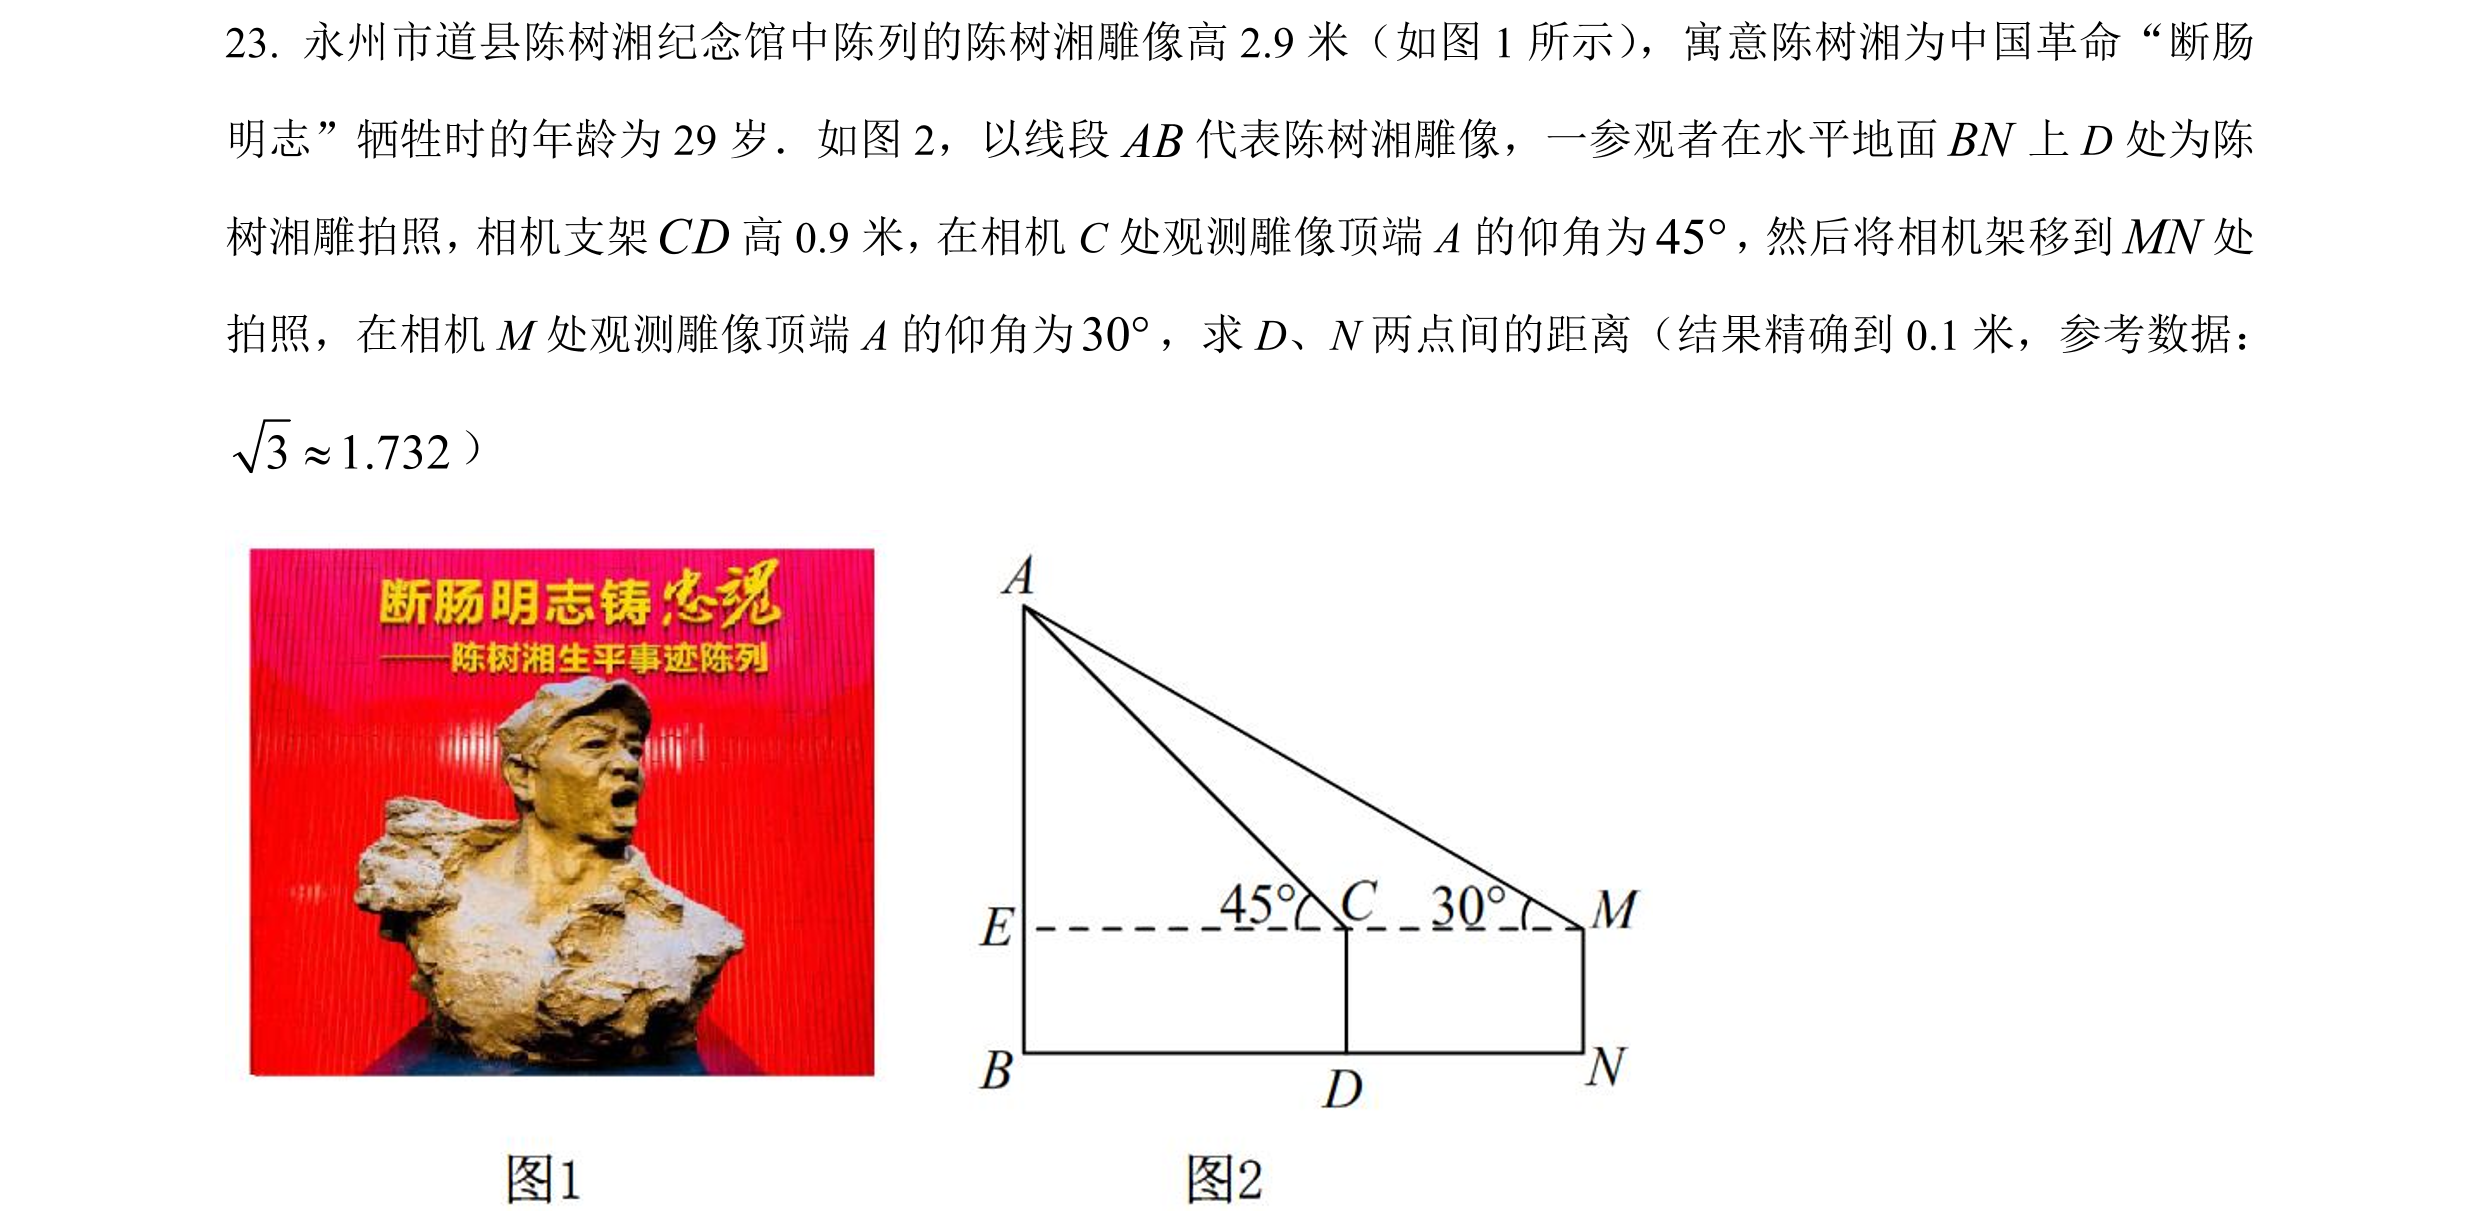 23. 永州市道县陈树湘纪念馆中陈列的陈树湘雕像高 2.9 米（如图 1 所示），寓意陈树湘为中国革命“断肠
明志”牺牲时的年龄为 29 岁．如图 2，以线段 AB 代表陈树湘雕像，一参观者在水平地面 BN 上 D 处为陈
树湘雕拍照，相机支架 CD 高 0.9 米，在相机 C 处观测雕像顶端 A 的仰角为 45°，然后将相机架移到 MN 处
拍照，在相机 M 处观测雕像顶端 A 的仰角为 30°，求 D、N 两点间的距离（结果精确到 0.1 米，参考数据：
√3 ≈ 1.732）
断肠明志铸忠魂
——陈树湘生平事迹陈列
A
E
45°
C
30°
M
B
D
N
图1
图2